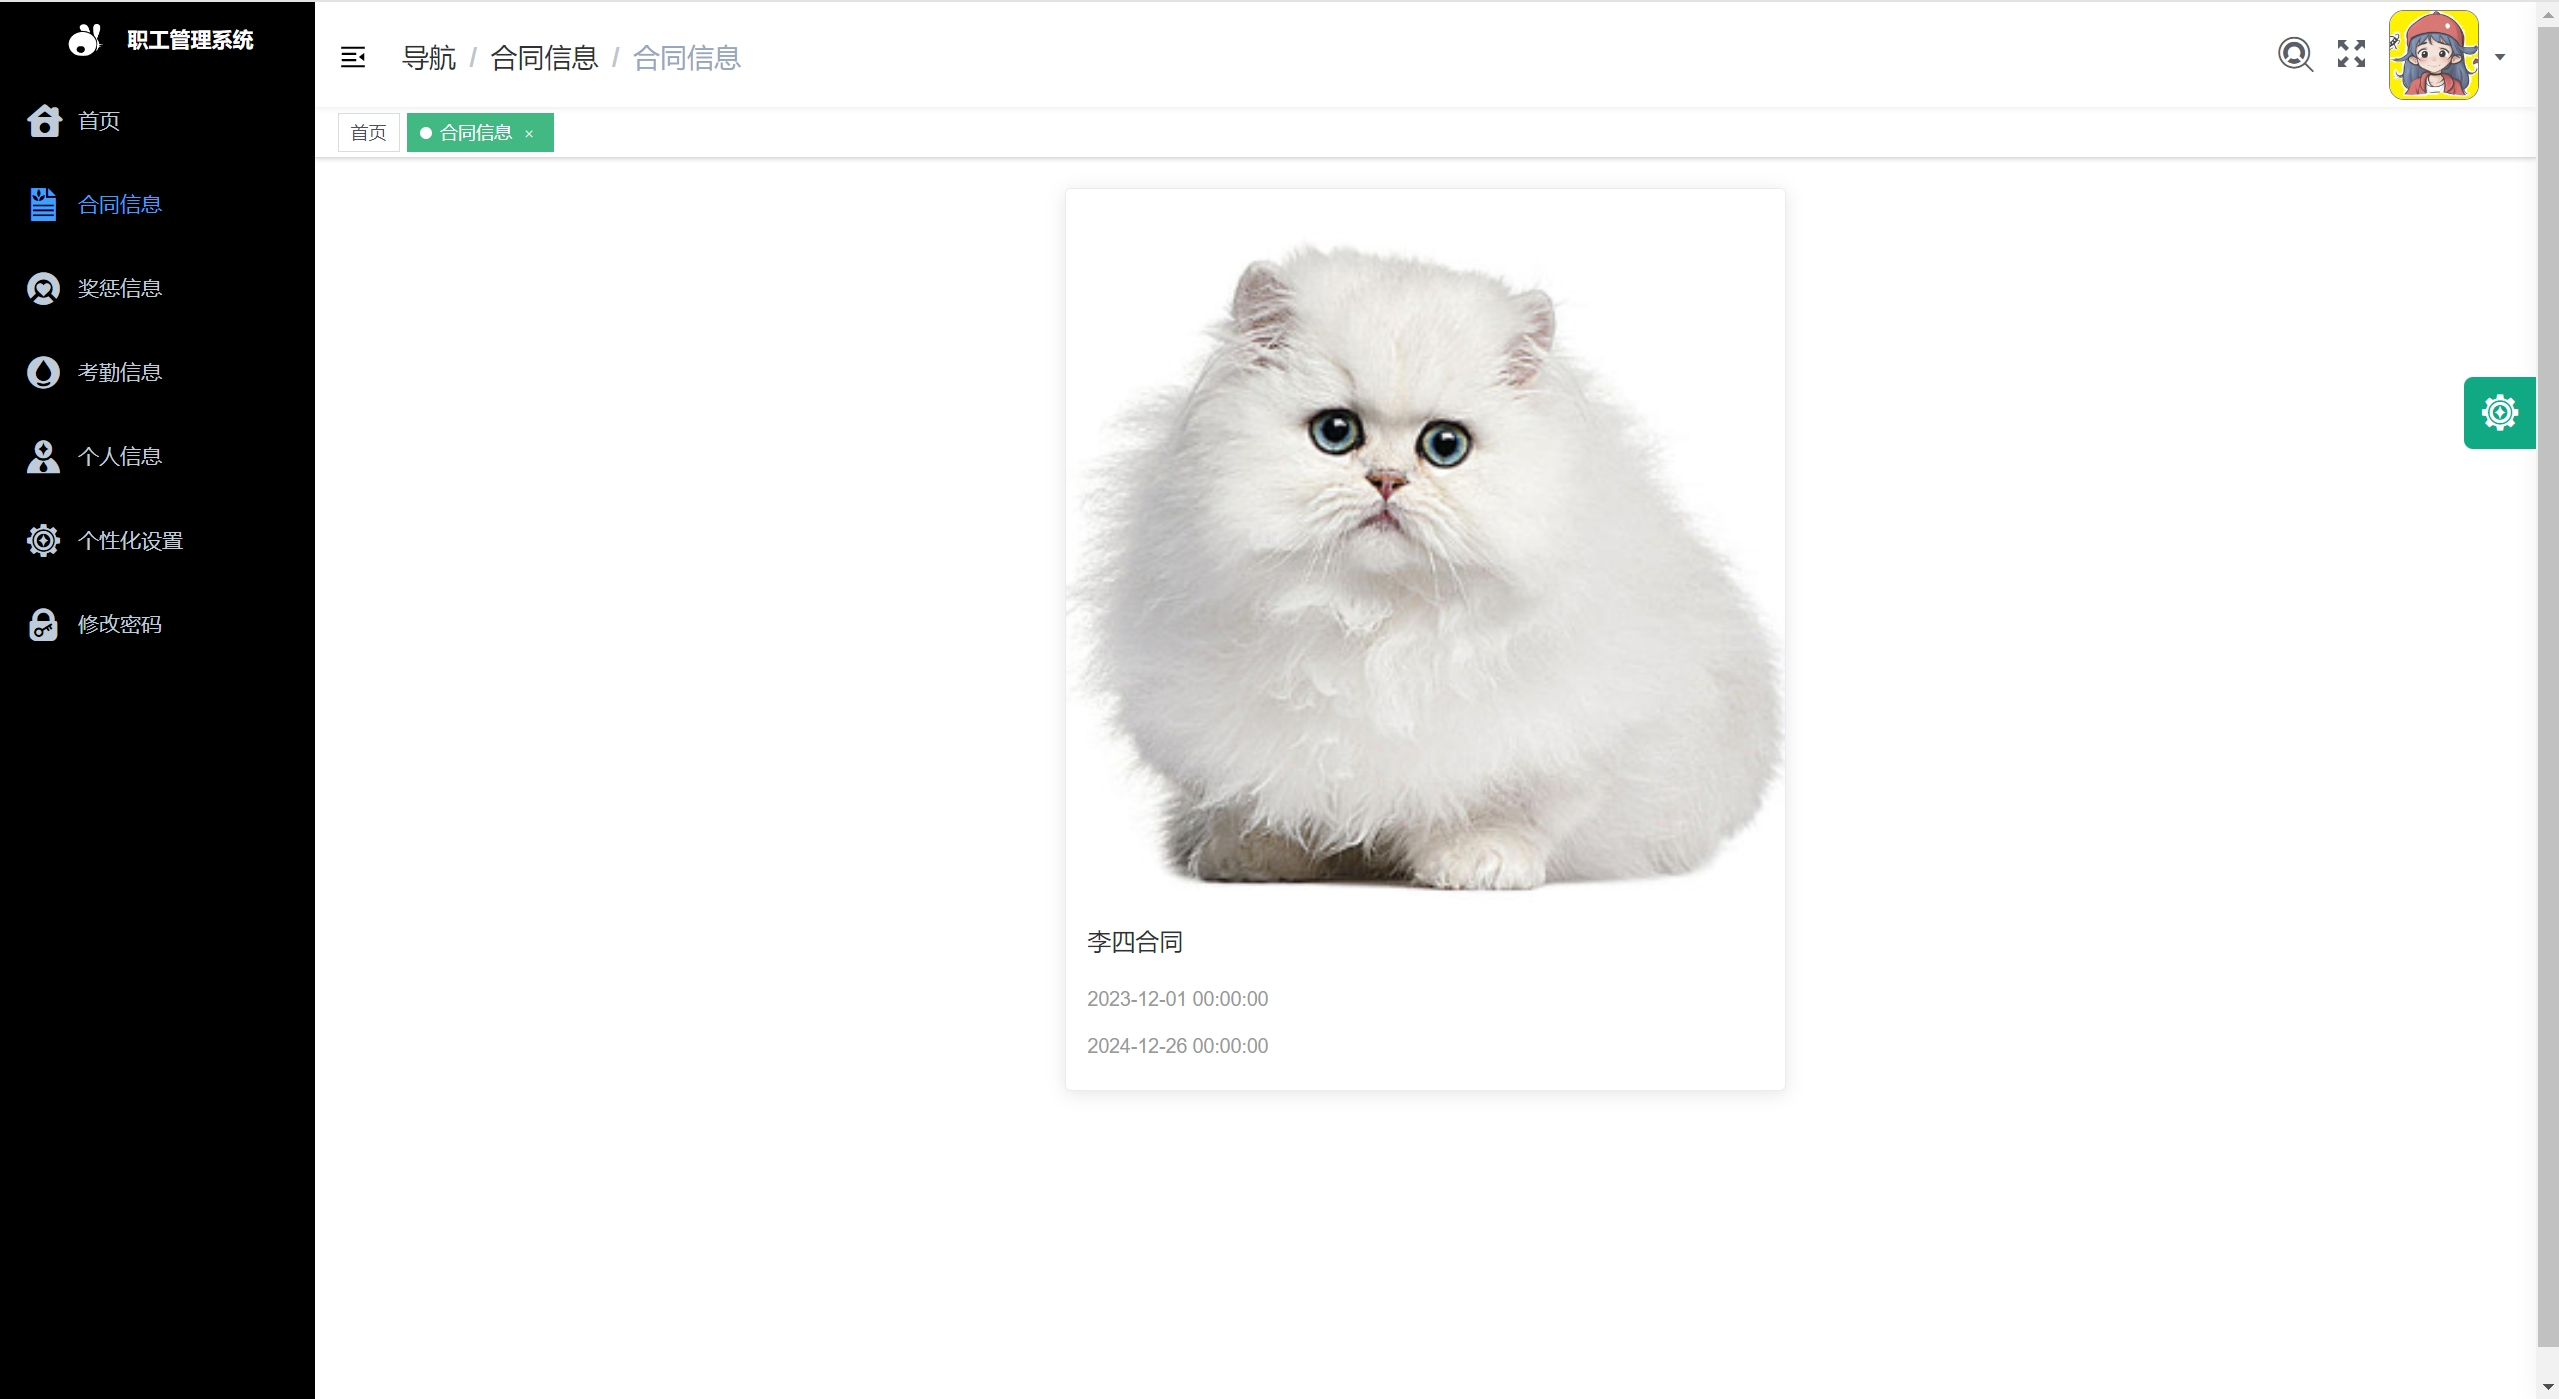 职工管理系统
首页
合同信息
奖惩信息
考勤信息
个人信息
个性化设置
修改密码
导航 / 合同信息 / 合同信息
首页 合同信息 ×
李四合同
2023-12-01 00:00:00
2024-12-26 00:00:00